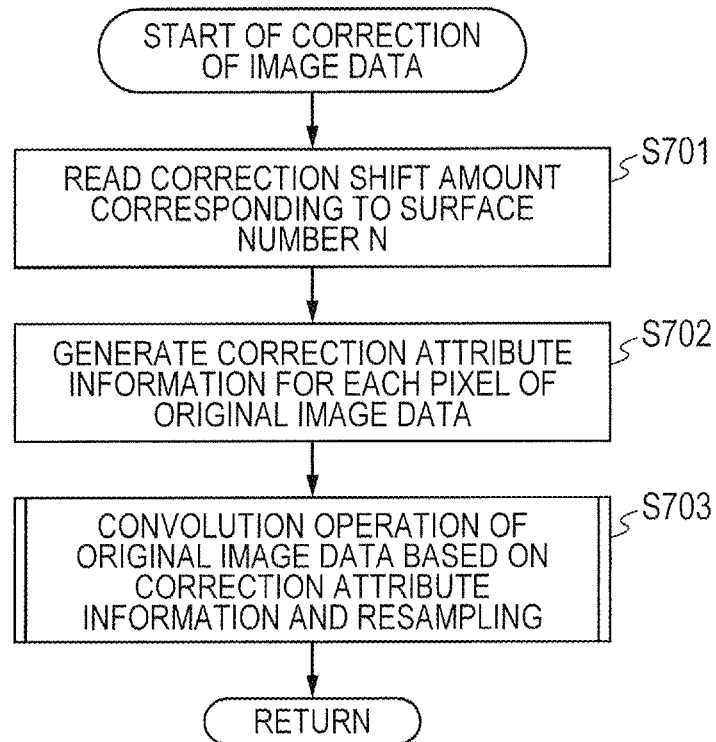 START OF CORRECTION
OF IMAGE DATA
S701
READ CORRECTION SHIFT AMOUNT
CORRESPONDING TO SURFACE
NUMBER N
S702
GENERATE CORRECTION ATTRIBUTE
INFORMATION FOR EACH PIXEL OF
ORIGINAL IMAGE DATA
S703
CONVOLUTION OPERATION OF
ORIGINAL IMAGE DATA BASED ON
CORRECTION ATTRIBUTE
INFORMATION AND RESAMPLING
RETURN